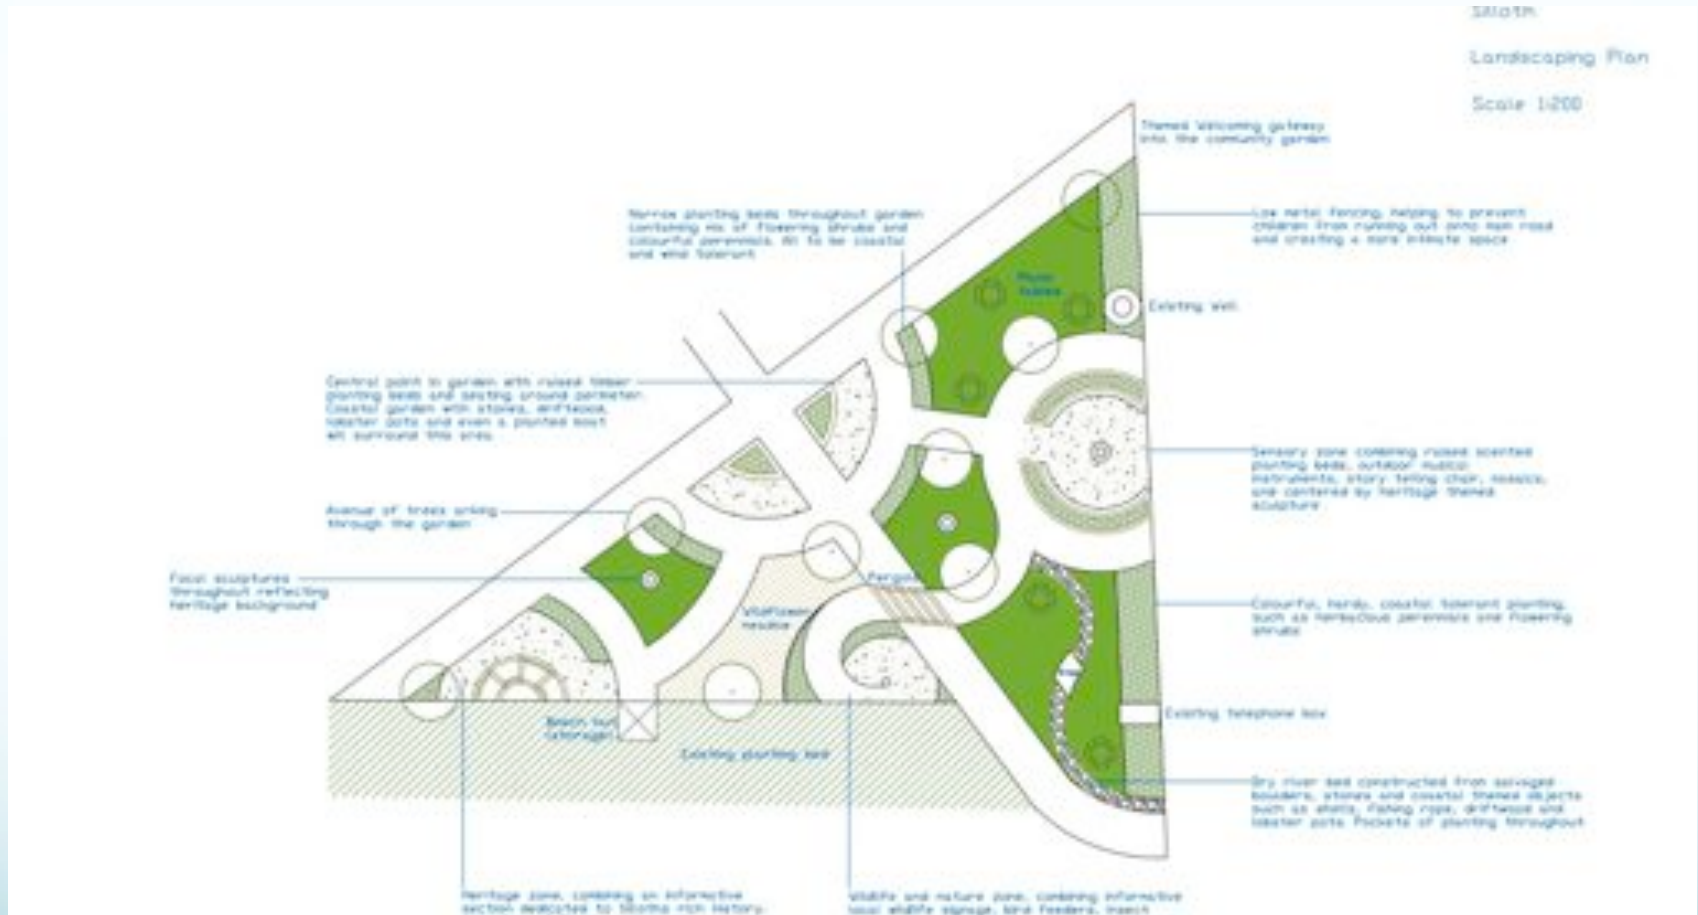 Silloth
Landscaping Plan
Scale 1:200
Themed Welcoming gateway
into the community garden
Narrow planting beds throughout garden
containing mix of flowering shrubs and
colourful perennials. All to be coastal
and wind tolerant
Low metal fencing, helping to prevent
children from running out onto main road
and creating a more intimate space
Picnic
tables
Existing Well
Central point in garden with raised timber
planting beds and seating around perimeter.
Coastal garden with stones, driftwood,
lobster pots and even a planted boat
will surround this area.
Sensory zone combining raised scented
planting beds, outdoor musical
instruments, story telling chair, mosaics,
and centered by heritage themed
sculpture
Avenue of trees arking
through the garden
Focal sculptures
throughout reflecting
heritage background
Pergola
Wildflower
meadow
Colourful, hardy, coastal tolerant planting,
such as herbacious perennials and flowering
shrubs
Beach hut
(storage)
Existing planting bed
Existing telephone box
Dry river bed constructed from salvaged
boulders, stones and coastal themed objects
such as shells, fishing rope, driftwood and
lobster pots. Pockets of planting throughout
Heritage zone, combining an informative
section dedicated to Silloths rich history,
Wildlife and nature zone, combining informative
local wildlife signage, bird feeders, insect